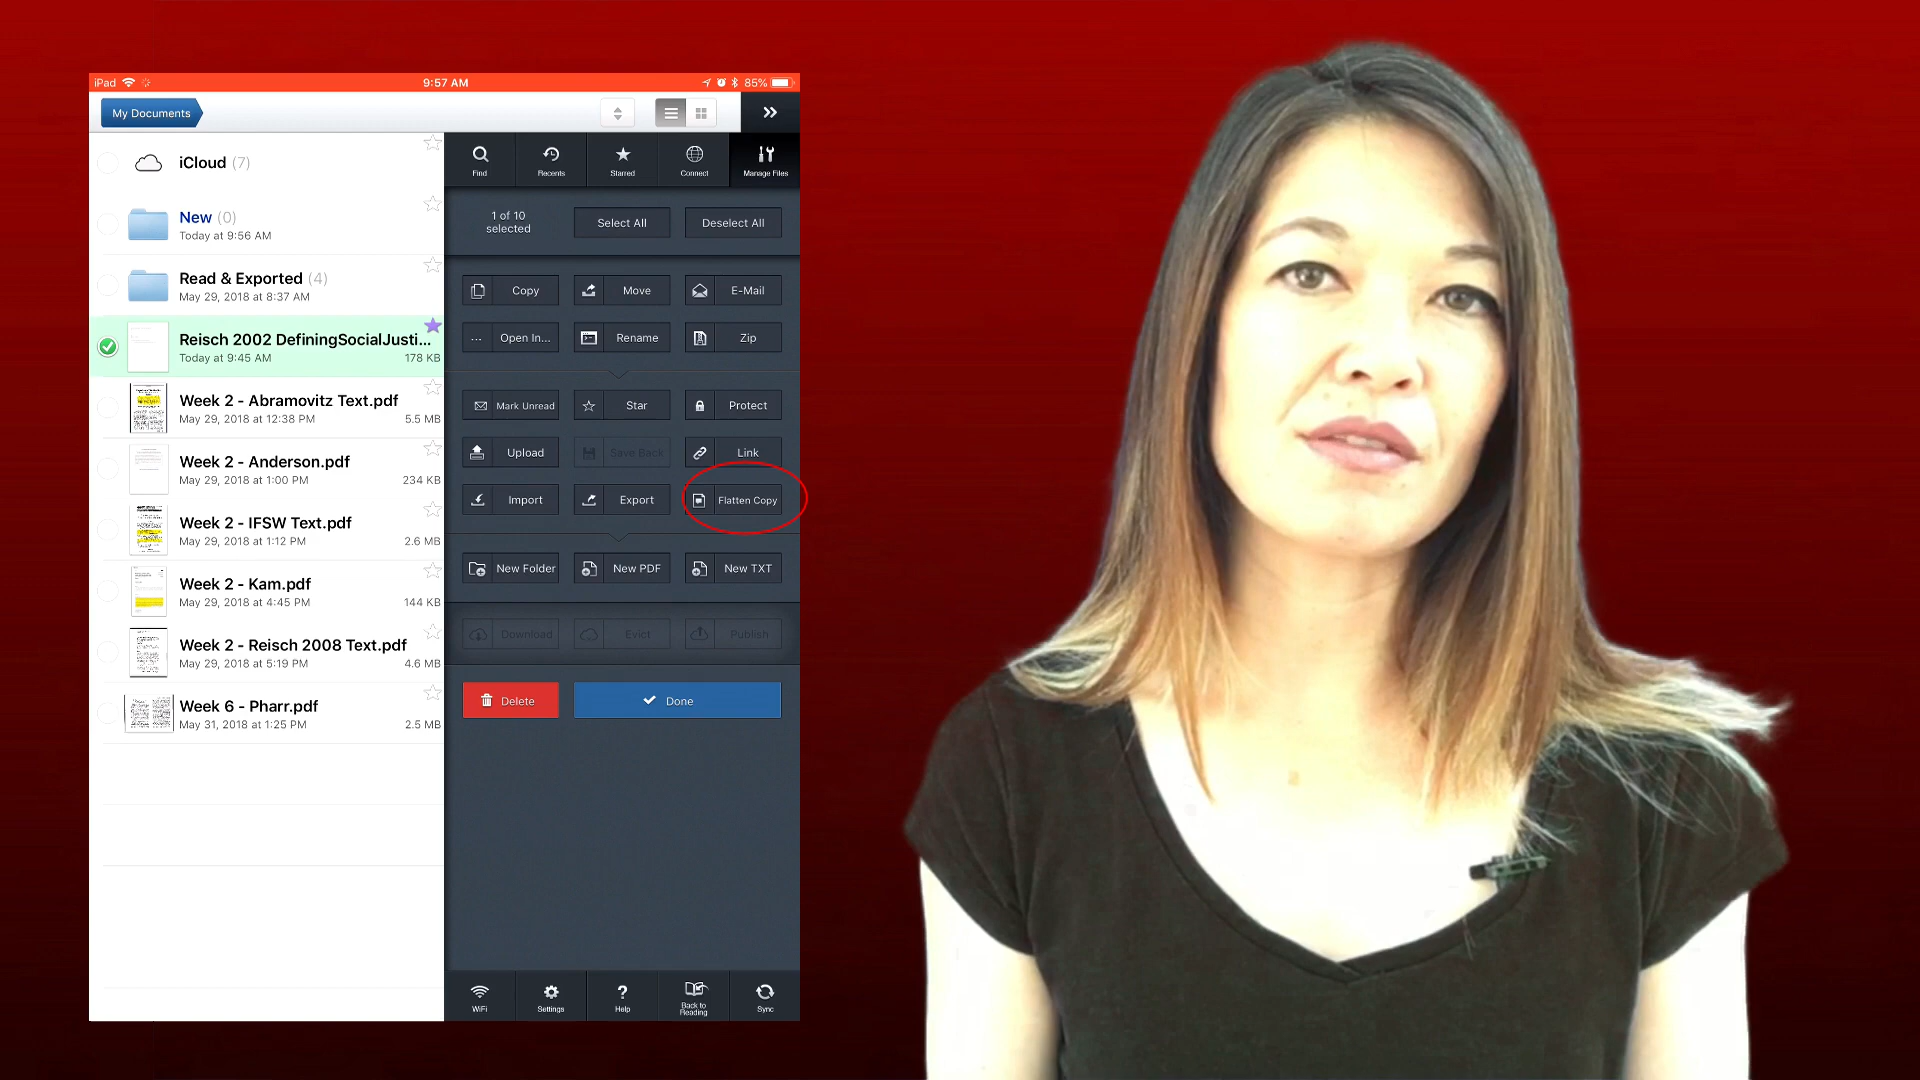 iPad
9:57 AM
85%
My Documents
iCloud (7)
New (0)
Today at 9:56 AM
Read & Exported (4)
May 29, 2018 at 8:37 AM
Reisch 2002 DefiningSocialJusti...
Today at 9:45 AM 178 KB
Week 2 - Abramovitz Text.pdf
May 29, 2018 at 12:38 PM 5.5 MB
Week 2 - Anderson.pdf
May 29, 2018 at 1:00 PM 234 KB
Week 2 - IFSW Text.pdf
May 29, 2018 at 1:12 PM 2.6 MB
Week 2 - Kam.pdf
May 29, 2018 at 4:45 PM 144 KB
Week 2 - Reisch 2008 Text.pdf
May 29, 2018 at 5:19 PM 4.6 MB
Week 6 - Pharr.pdf
May 31, 2018 at 1:25 PM 2.5 MB
Find Recents Starred Connect Manage Files
1 of 10
selected
Select All Deselect All
Copy Move E-Mail
Open In... Rename Zip
Mark Unread Star Protect
Upload Save Back Link
Import Export Flatten Copy
New Folder New PDF New TXT
Download Evict Publish
Delete Done
WiFi Settings Help Back to Reading Sync